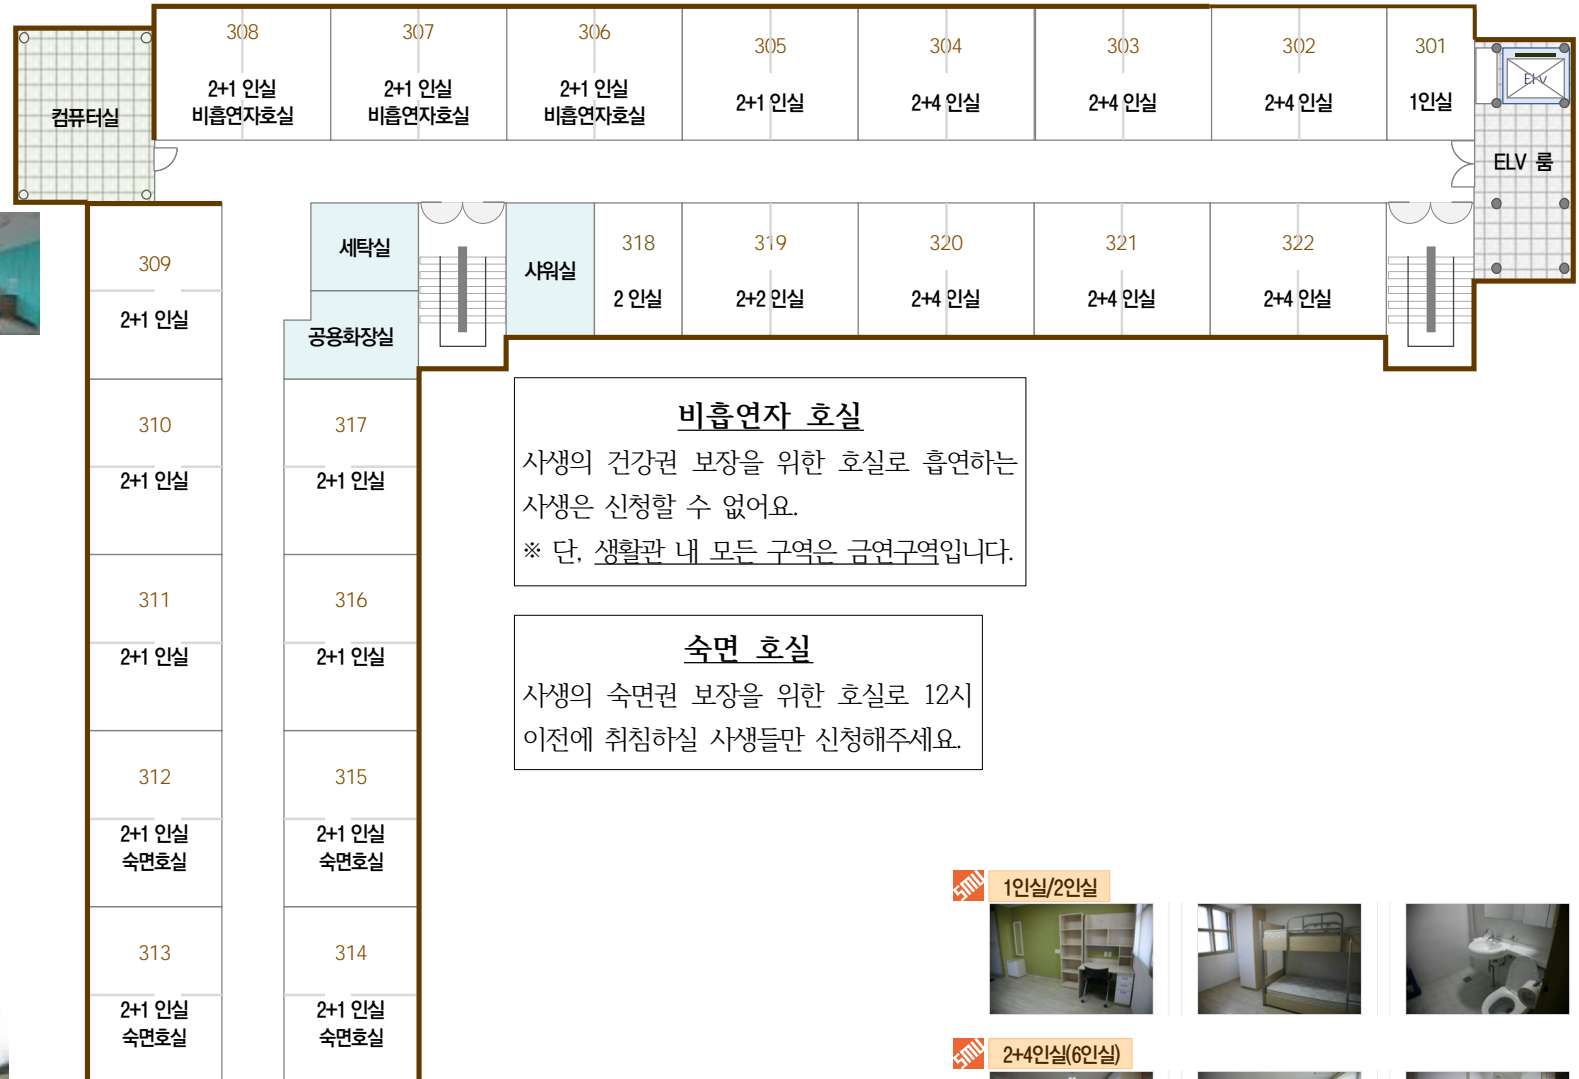 308
2+1 인실
비흡연자호실
307
2+1 인실
비흡연자호실
306
2+1 인실
비흡연자호실
305
2+1 인실
304
2+4 인실
303
2+4 인실
302
2+4 인실
301
1인실
ELV
컴퓨터실
ELV 룸
309
2+1 인실
세탁실
공용화장실
샤워실
318
2 인실
319
2+2 인실
320
2+4 인실
321
2+4 인실
322
2+4 인실
310
2+1 인실
317
2+1 인실
311
2+1 인실
316
2+1 인실
312
2+1 인실
숙면호실
315
2+1 인실
숙면호실
313
2+1 인실
숙면호실
314
2+1 인실
숙면호실
비흡연자 호실
사생의 건강권 보장을 위한 호실로 흡연하는
사생은 신청할 수 없어요.
※ 단, 생활관 내 모든 구역은 금연구역입니다.
숙면 호실
사생의 숙면권 보장을 위한 호실로 12시
이전에 취침하실 사생들만 신청해주세요.
SMU 1인실/2인실
SMU 2+4인실(6인실)